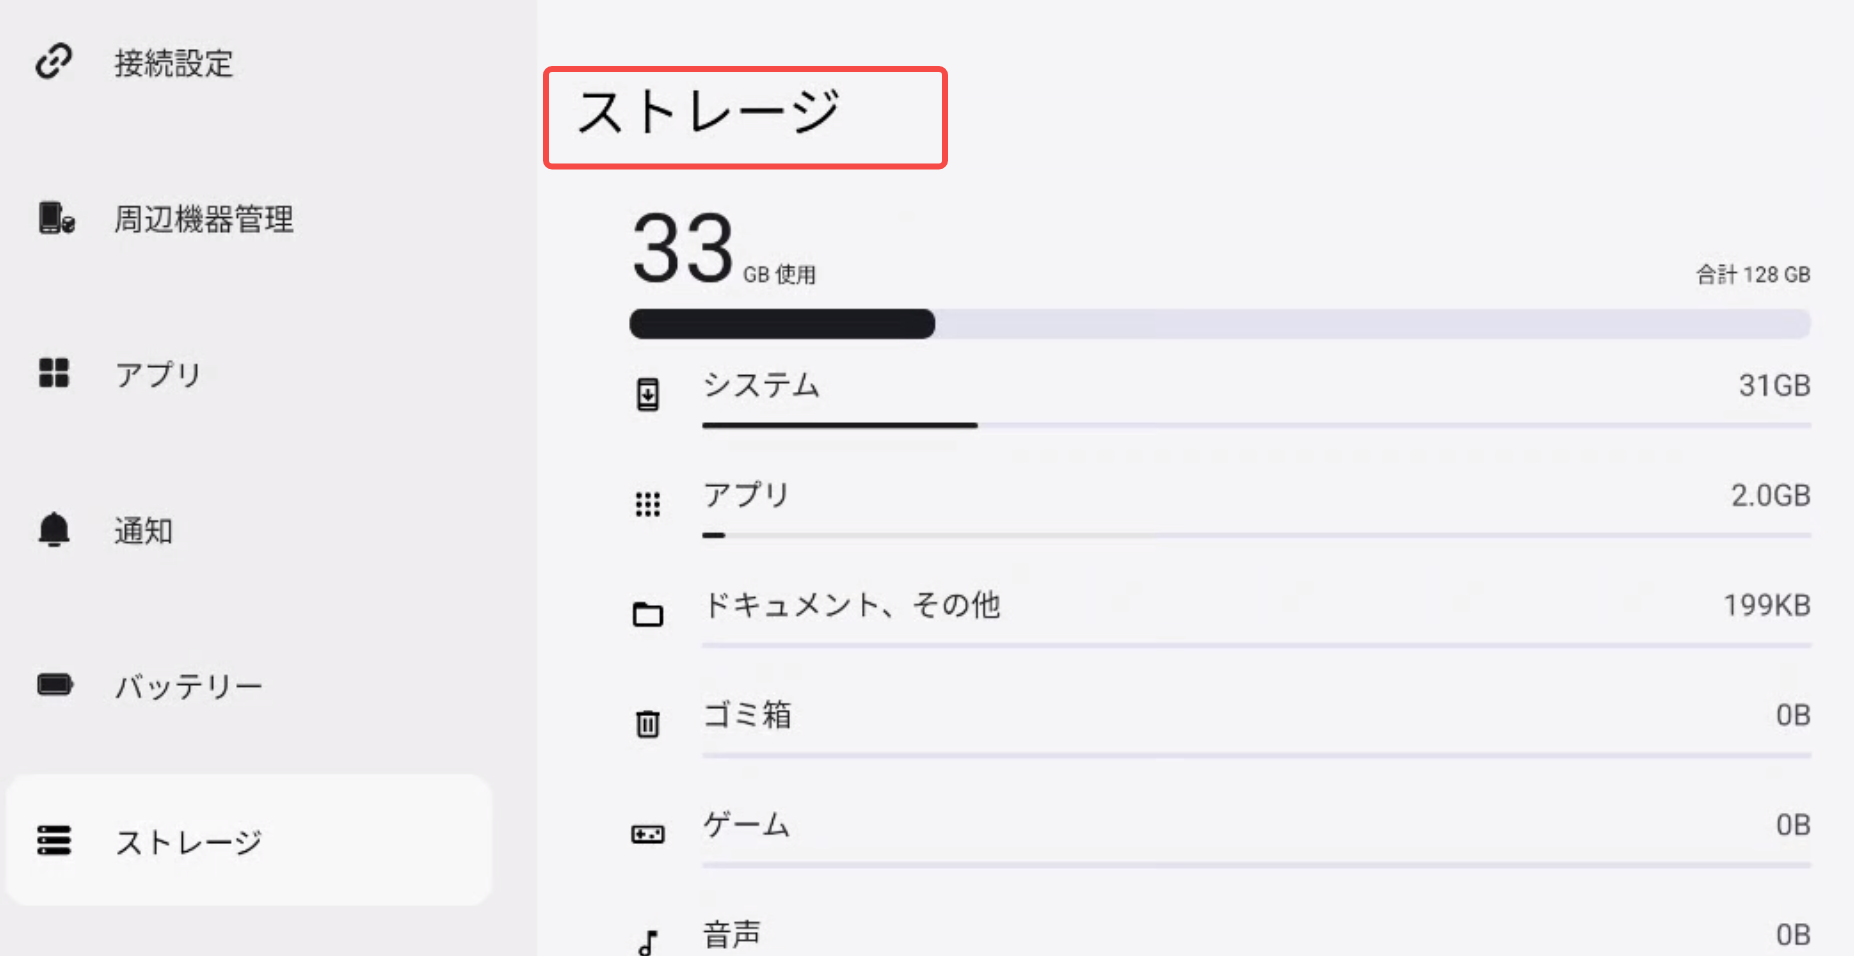 接続設定
周辺機器管理
アプリ
通知
バッテリー
ストレージ
ストレージ
33 GB 使用
合計 128 GB
システム 31GB
アプリ 2.0GB
ドキュメント、その他 199KB
ゴミ箱 0B
ゲーム 0B
音声 0B